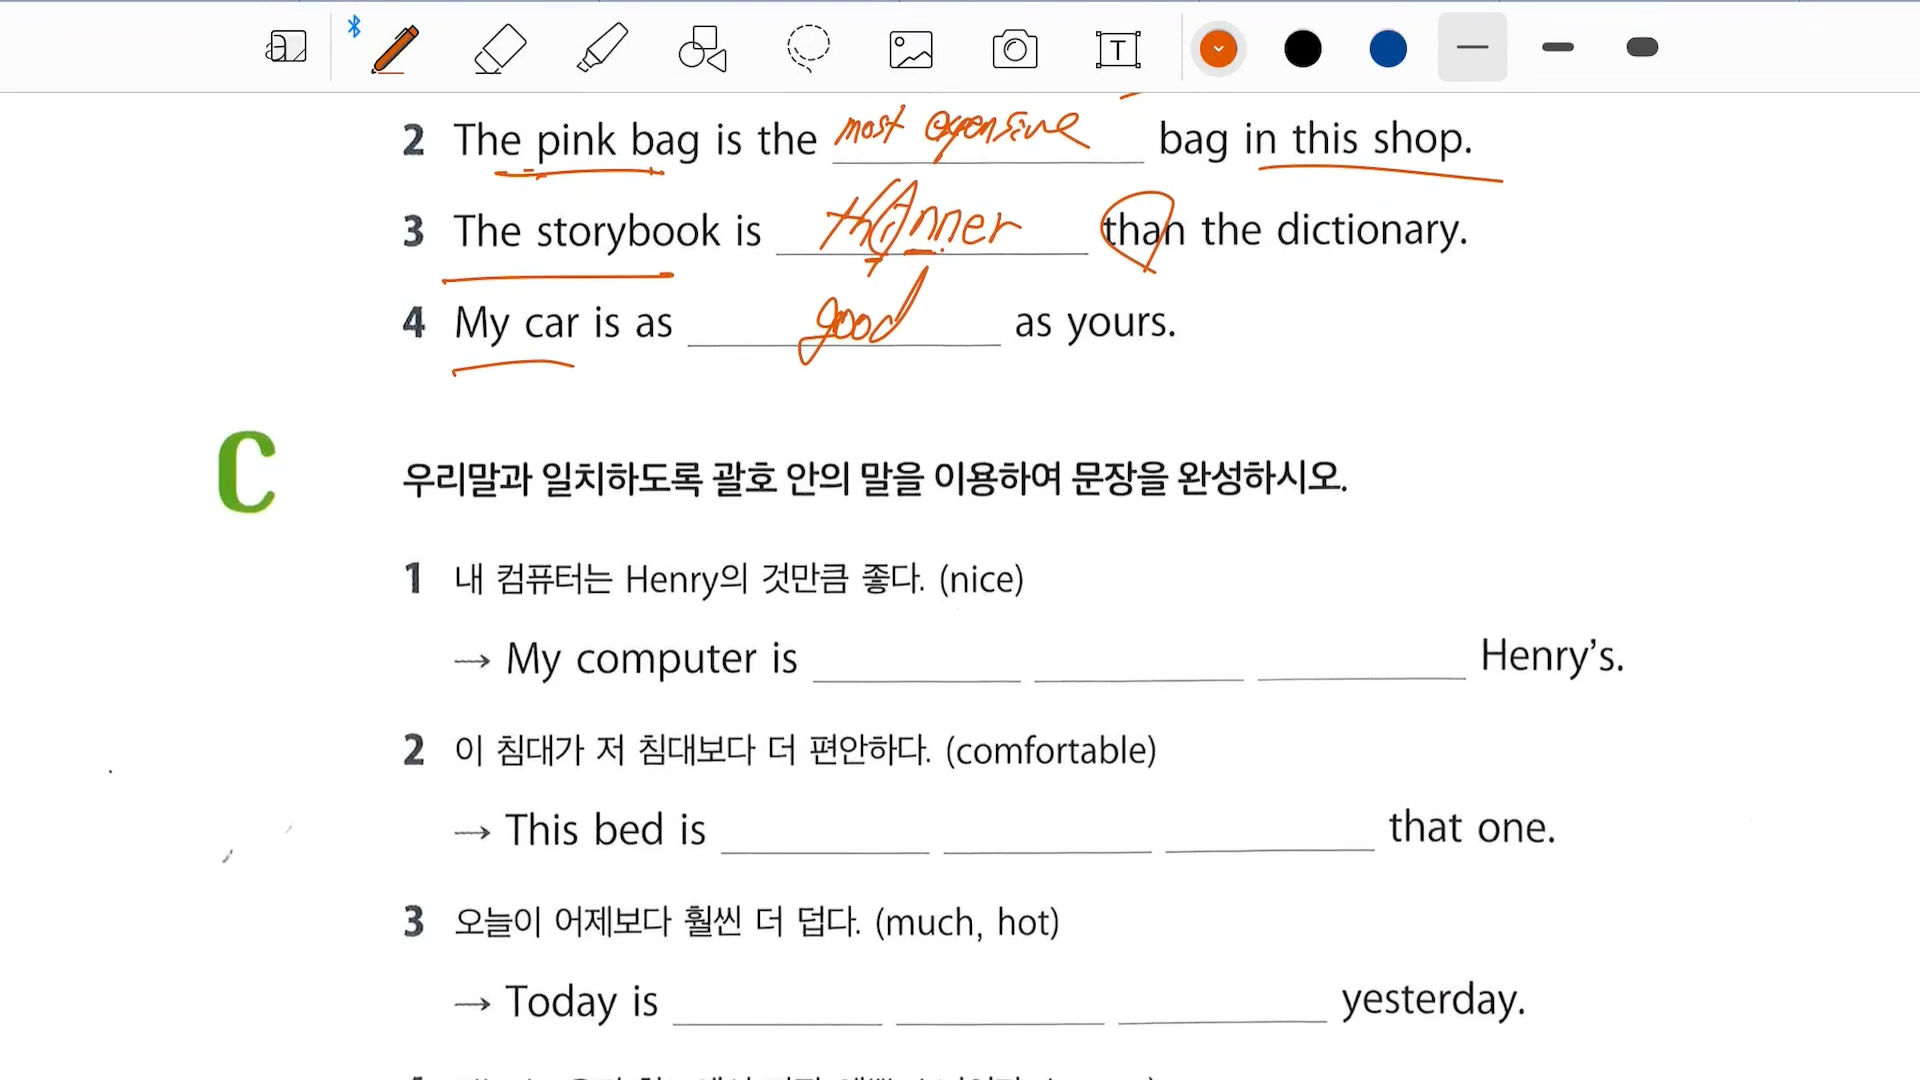 2 The pink bag is the most expensive bag in this shop.
3 The storybook is thinner than the dictionary.
4 My car is as good as yours.
C 우리말과 일치하도록 괄호 안의 말을 이용하여 문장을 완성하시오.
1 내 컴퓨터는 Henry의 것만큼 좋다. (nice)
→ My computer is Henry's.
2 이 침대가 저 침대보다 더 편안하다. (comfortable)
→ This bed is that one.
3 오늘이 어제보다 훨씬 더 덥다. (much, hot)
→ Today is yesterday.